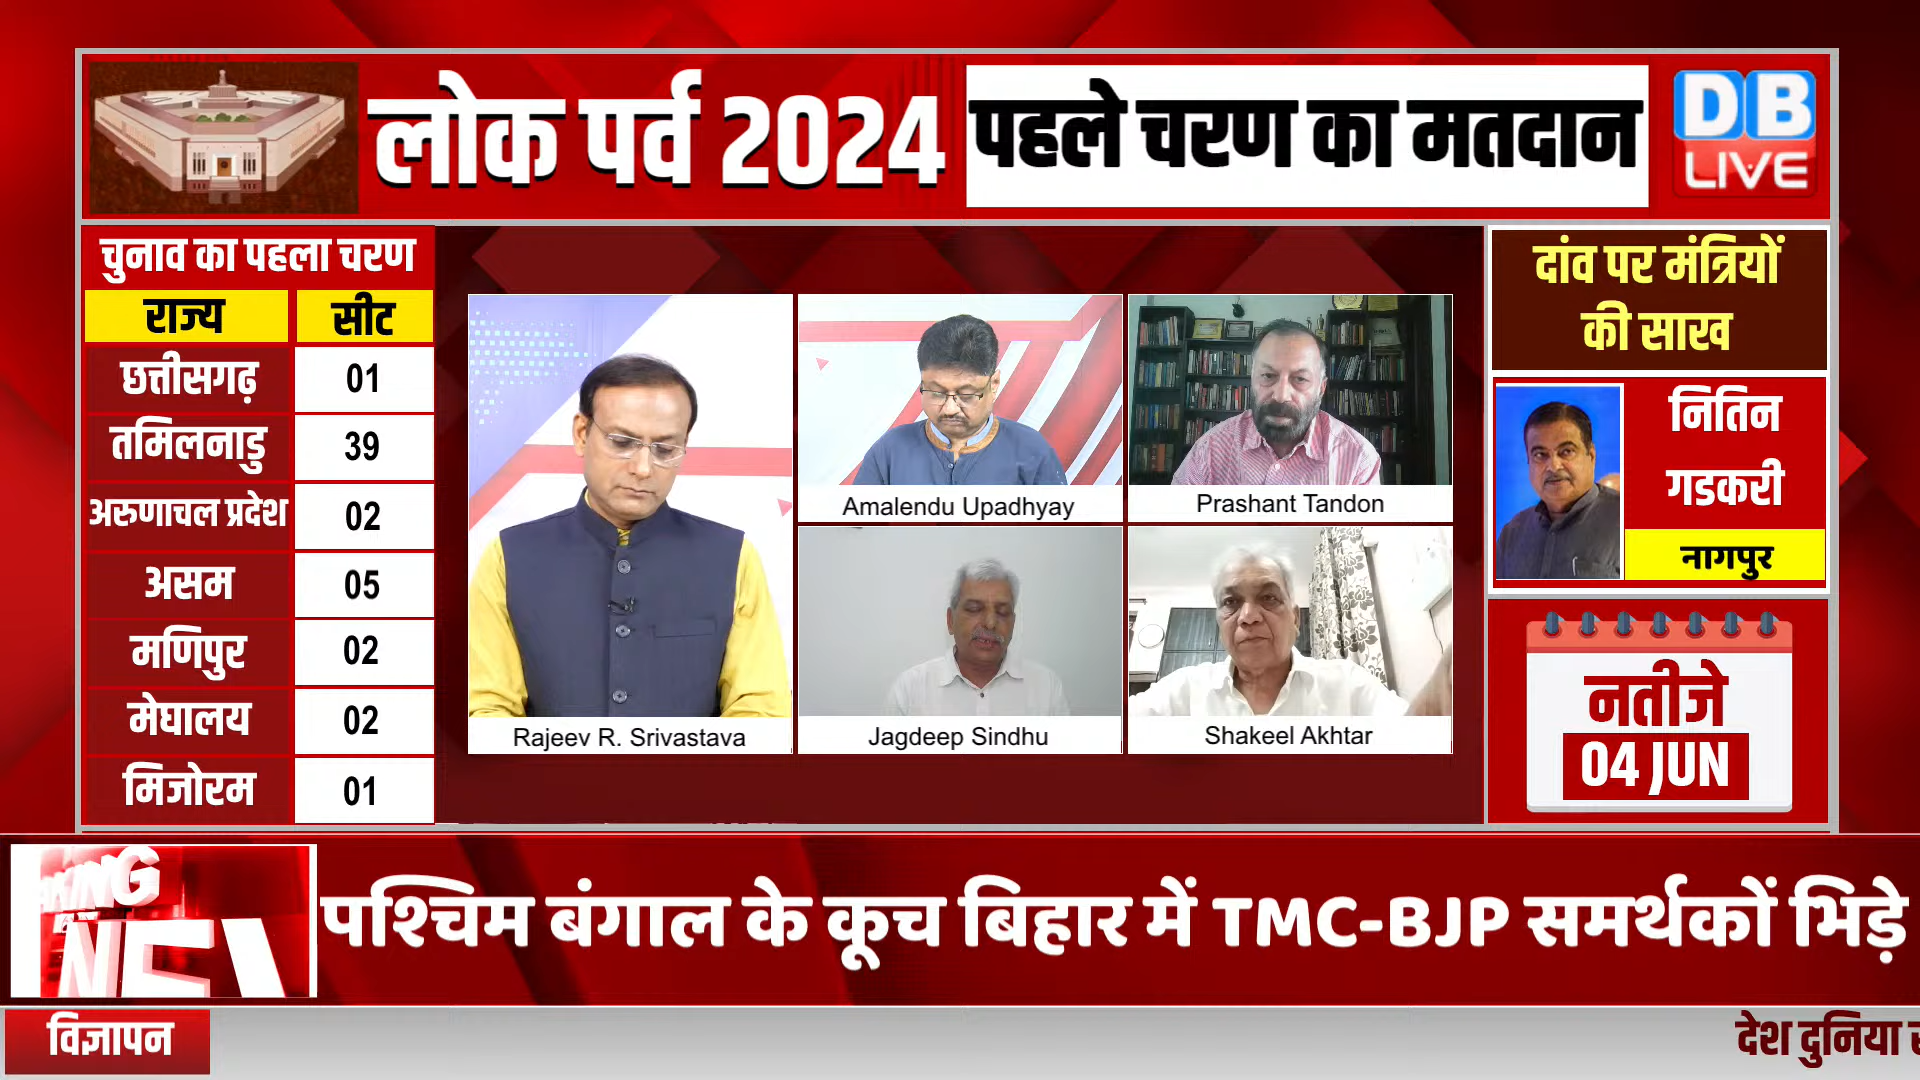 लोक पर्व 2024
पहले चरण का मतदान
DB
LIVE
चुनाव का पहला चरण
राज्य सीट
छत्तीसगढ़ 01
तमिलनाडु 39
अरुणाचल प्रदेश 02
असम 05
मणिपुर 02
मेघालय 02
मिजोरम 01
Rajeev R. Srivastava
Amalendu Upadhyay
Prashant Tandon
Jagdeep Sindhu
Shakeel Akhtar
दांव पर मंत्रियों
की साख
नितिन
गडकरी
नागपुर
नतीजे
04 JUN
पश्चिम बंगाल के कूच बिहार में TMC-BJP समर्थकों भिड़े
विज्ञापन
देश दुनिया